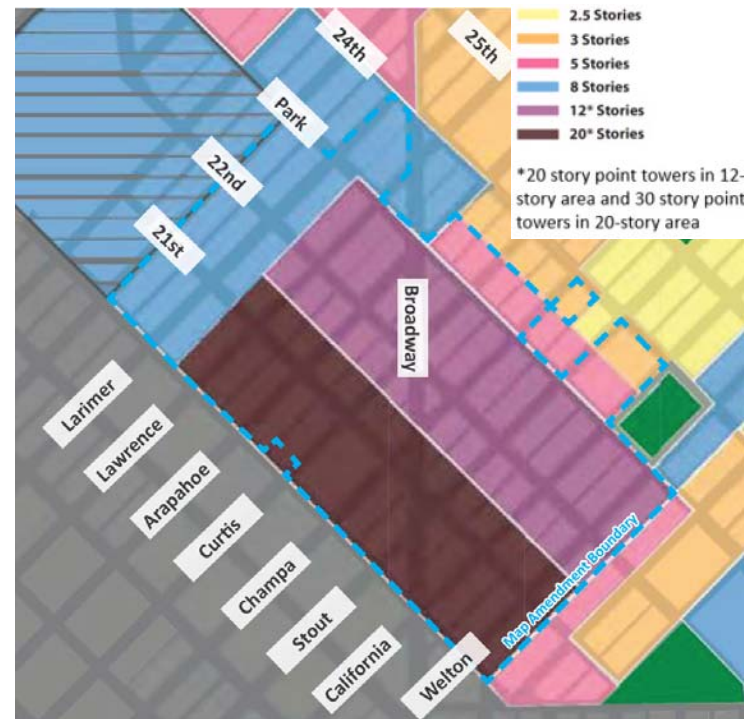 24th
25th
Park
22nd
21st
Broadway
Larimer
Lawrence
Arapahoe
Curtis
Champa
Stout
California
Welton
Map Amendment Boundary
2.5 Stories
3 Stories
5 Stories
8 Stories
12* Stories
20* Stories
*20 story point towers in 12-
story area and 30 story point
towers in 20-story area